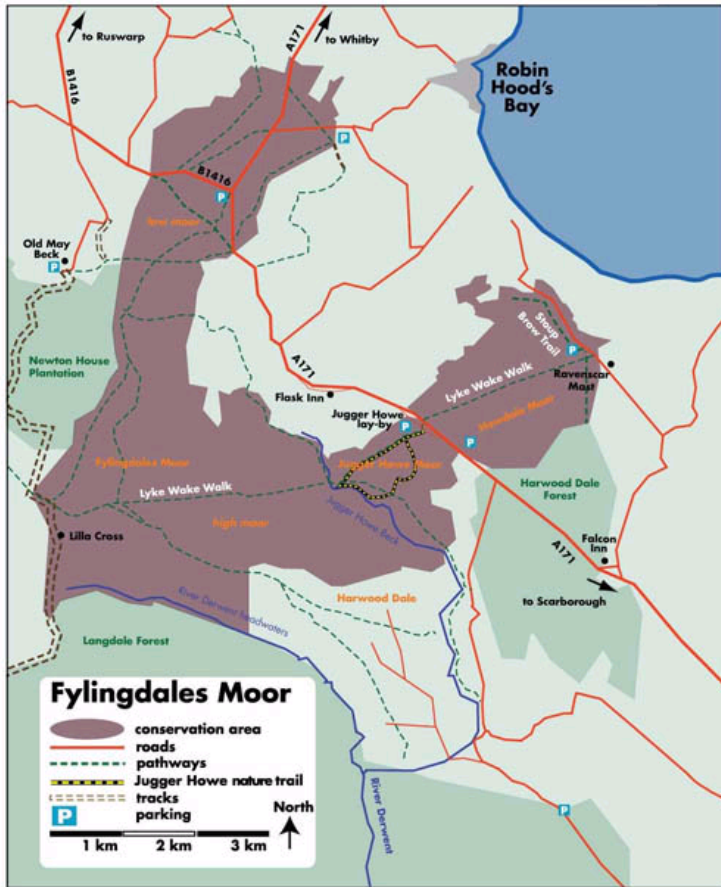 to Ruswarp
B1416
A171
to Whitby
Robin
Hood's
Bay
P
B1416
P
low moor
Old May
Beck
P
Newton House
Plantation
A171
Stoup
Brow Trail
P
Lyke Wake Walk
Ravenscar
Mast
Flask Inn
Jugger Howe
lay-by
P
Howdale Moor
P
Fylingdales Moor
Jugger Howe Moor
Lyke Wake Walk
Harwood Dale
Forest
Jugger Howe Beck
high moor
Lilla Cross
Falcon
Inn
A171
to Scarborough
River Derwent headwaters
Harwood Dale
Langdale Forest
Fylingdales Moor
conservation area
roads
pathways
Jugger Howe nature trail
tracks
P parking
North
1 km 2 km 3 km
River Derwent
P